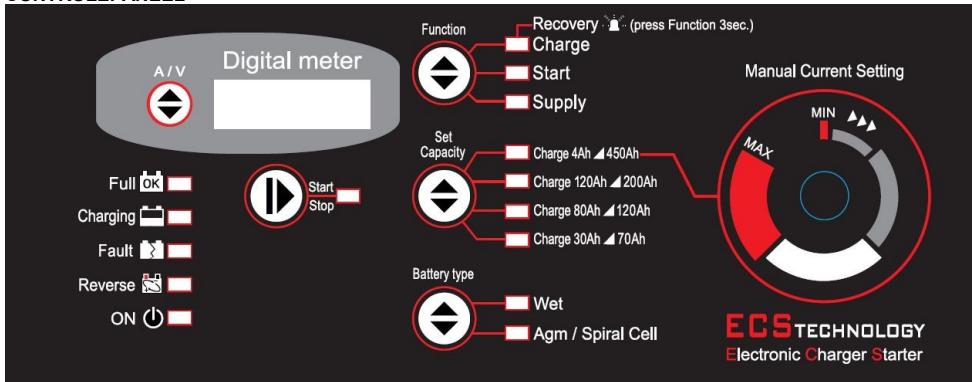 CONTROLEPANEEL
Function
Recovery (press Function 3sec.)
Charge
Start
Supply
A / V
Digital meter
Manual Current Setting
MIN
MAX
Set
Capacity
Charge 4Ah ◢ 450Ah
Charge 120Ah ◢ 200Ah
Charge 80Ah ◢ 120Ah
Charge 30Ah ◢ 70Ah
Full OK
Charging
Fault
Reverse
ON
Start
Stop
Battery type
Wet
Agm / Spiral Cell
ECS TECHNOLOGY
Electronic Charger Starter